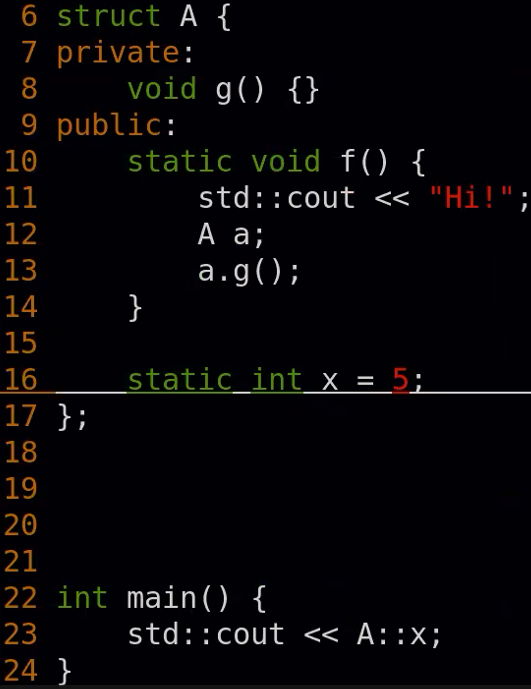 6 struct A {
7 private:
8     void g() {}
9 public:
10     static void f() {
11         std::cout << "Hi!";
12         A a;
13         a.g();
14     }
15
16     static int x = 5;
17 };
18
19
20
21
22 int main() {
23     std::cout << A::x;
24 }